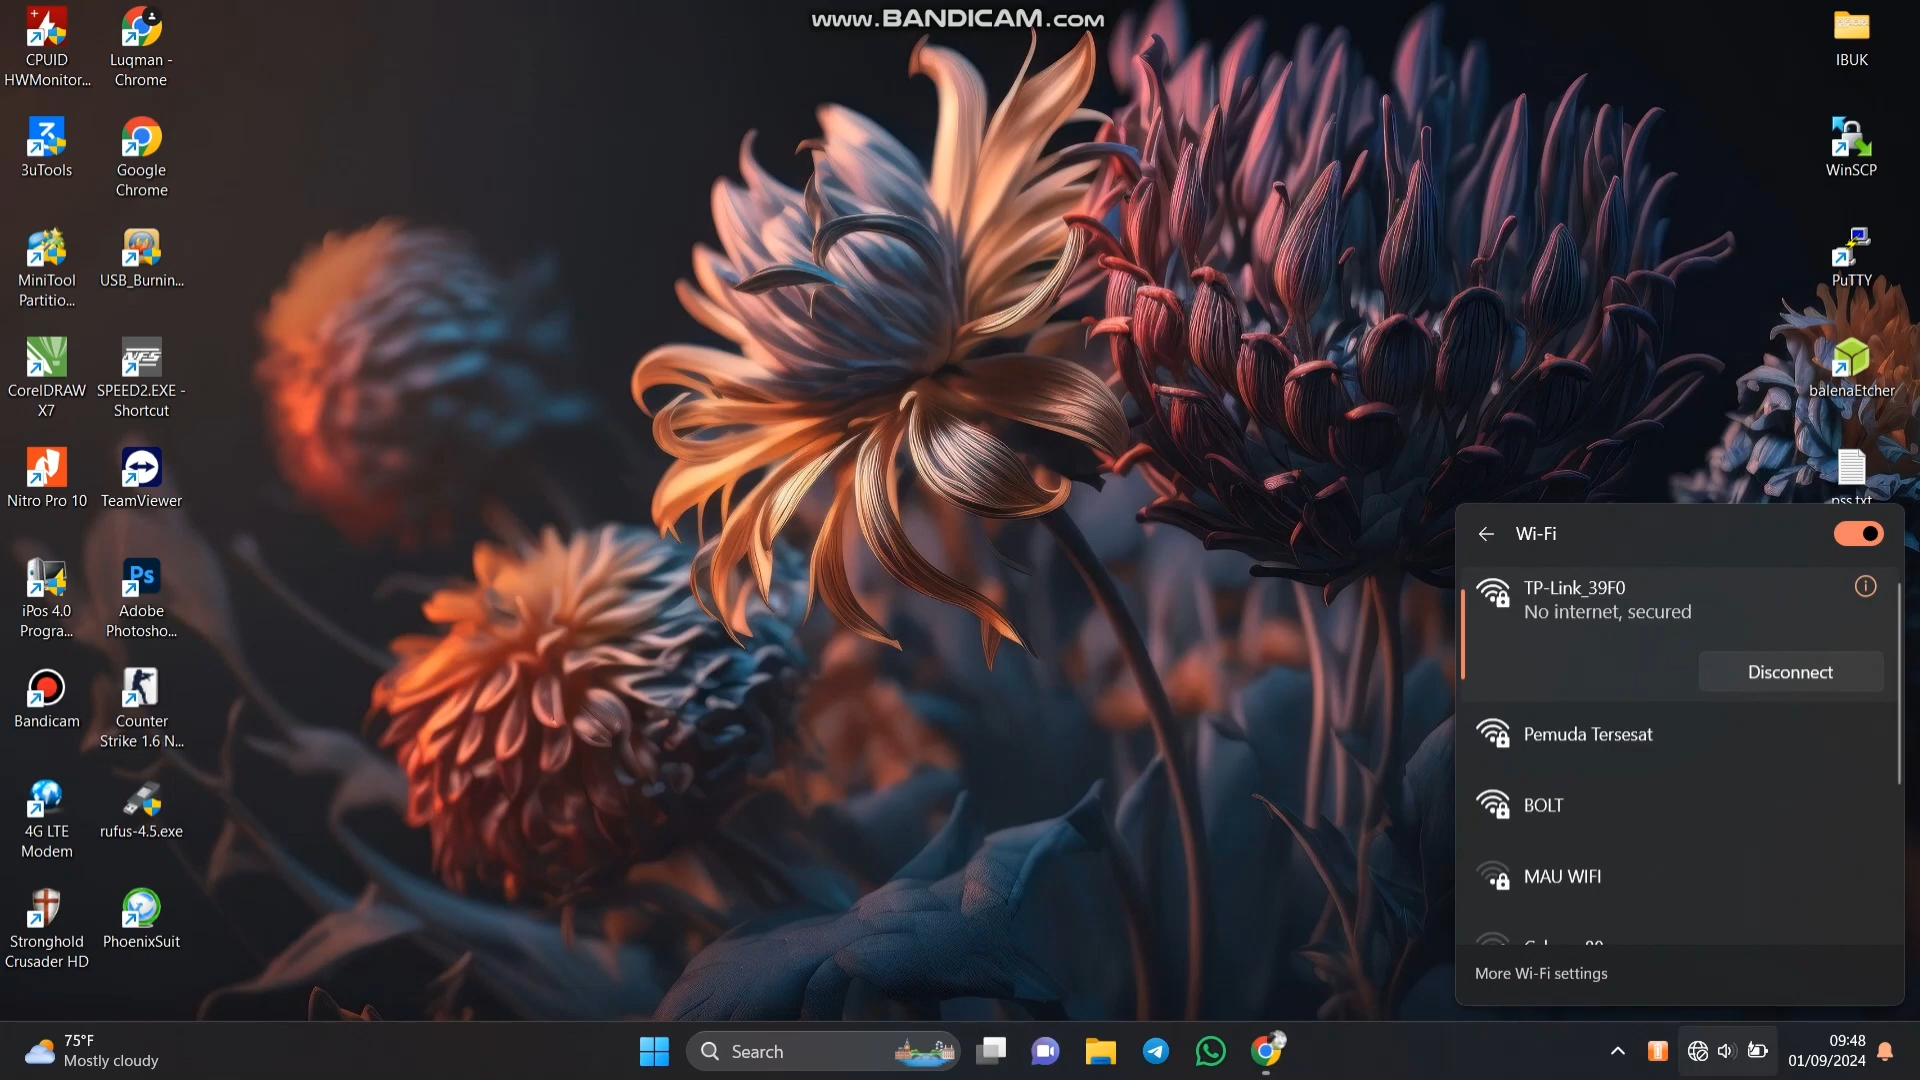 www.BANDICAM.com
CPUID
HWMonitor...
Luqman -
Chrome
3uTools
Google
Chrome
MiniTool
Partitio...
USB_Burnin...
CorelDRAW
X7
SPEED2.EXE -
Shortcut
Nitro Pro 10
TeamViewer
iPos 4.0
Progra...
Ps
Adobe
Photosho...
Bandicam
Counter
Strike 1.6 N...
4G LTE
Modem
rufus-4.5.exe
Stronghold
Crusader HD
PhoenixSuit
IBUK
WinSCP
PuTTY
balenaEtcher
pss.txt
Wi-Fi
TP-Link_39F0
No internet, secured
Disconnect
Pemuda Tersesat
BOLT
MAU WIFI
More Wi-Fi settings
75°F
Mostly cloudy
Search
09:48
01/09/2024